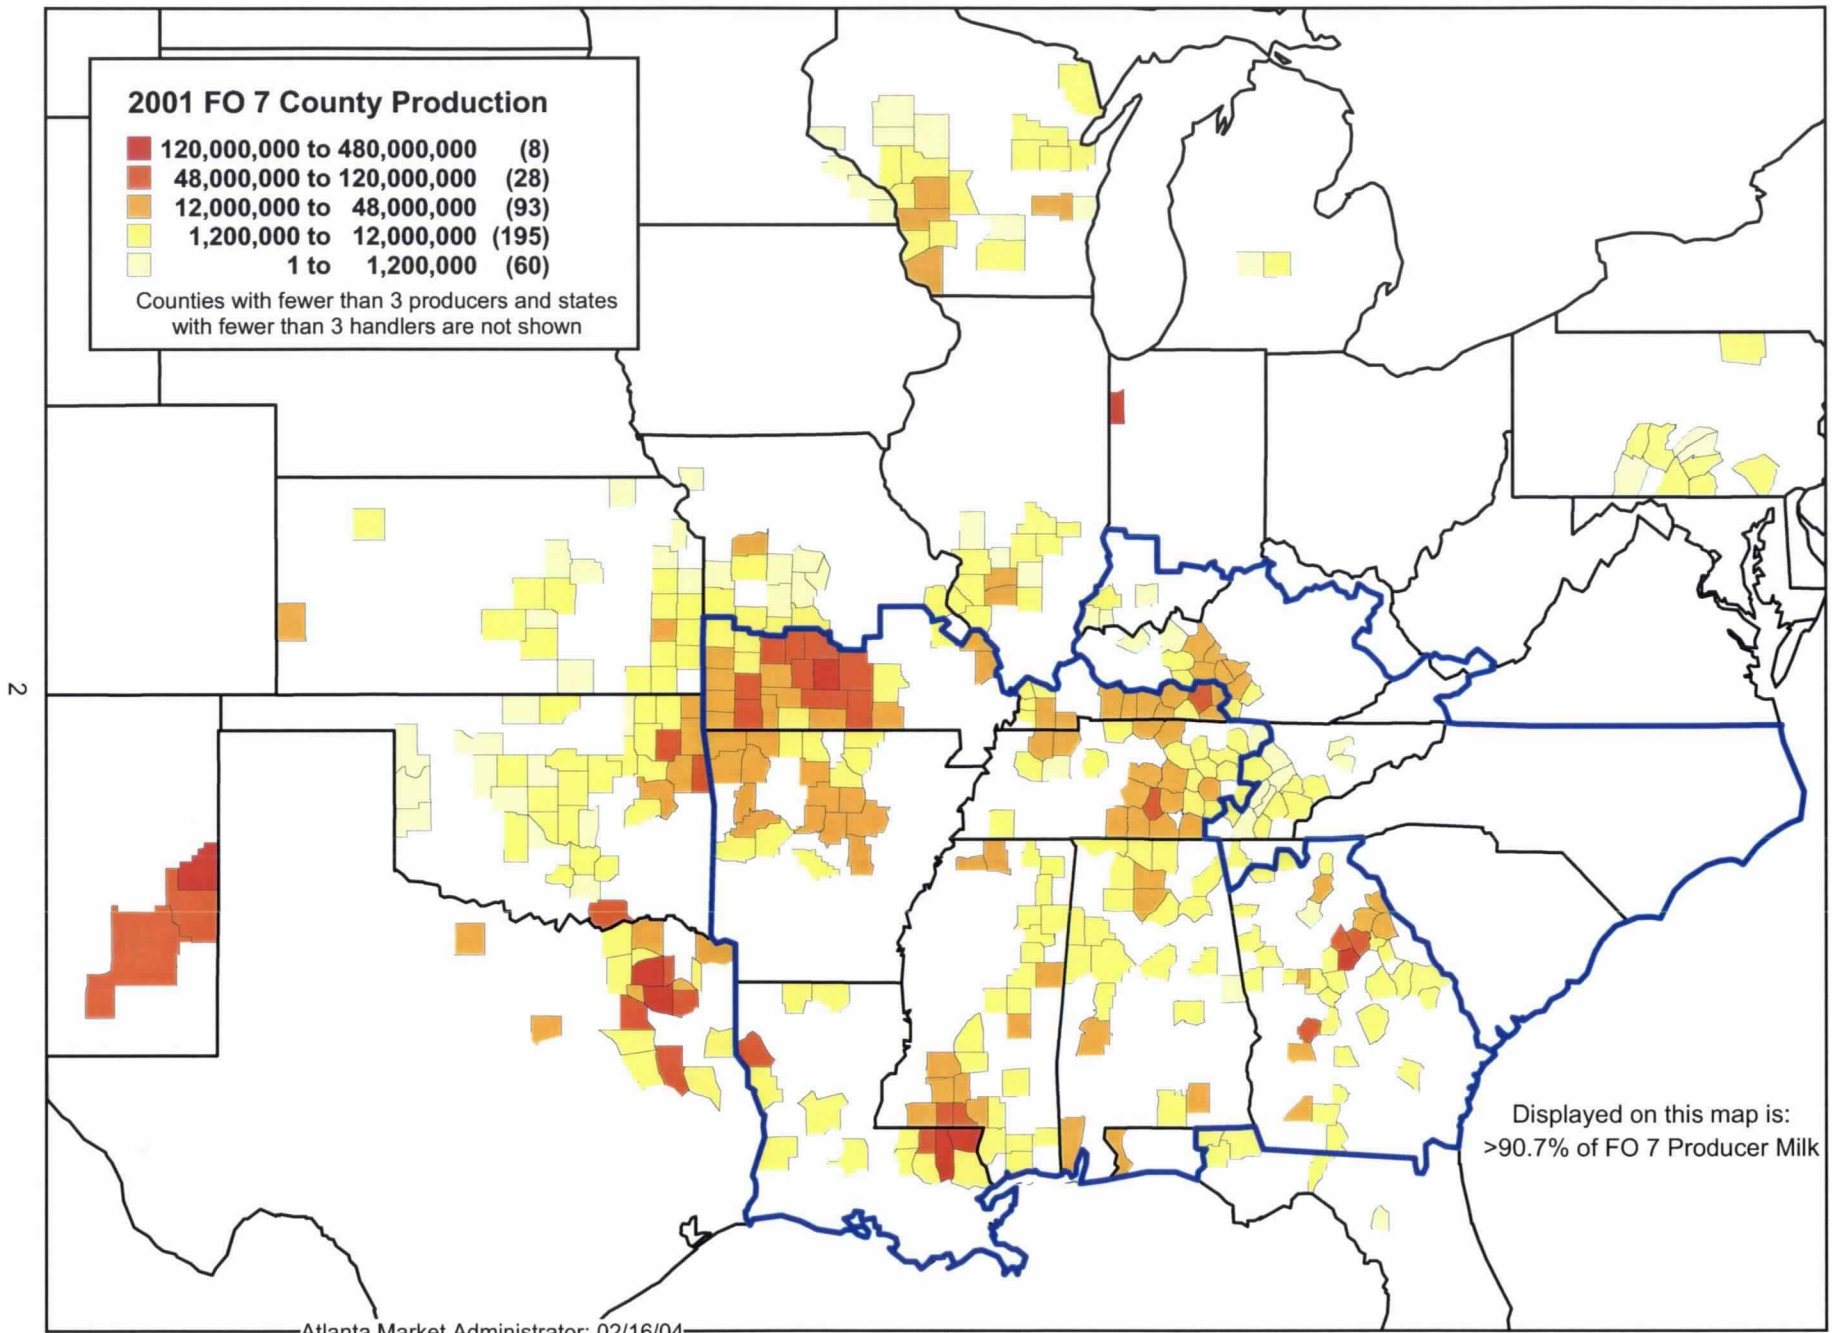 2001 FO 7 County Production
120,000,000 to 480,000,000 (8)
48,000,000 to 120,000,000 (28)
12,000,000 to 48,000,000 (93)
1,200,000 to 12,000,000 (195)
1 to 1,200,000 (60)
Counties with fewer than 3 producers and states
with fewer than 3 handlers are not shown
2
Displayed on this map is:
>90.7% of FO 7 Producer Milk
Atlanta Market Administrator: 02/16/04